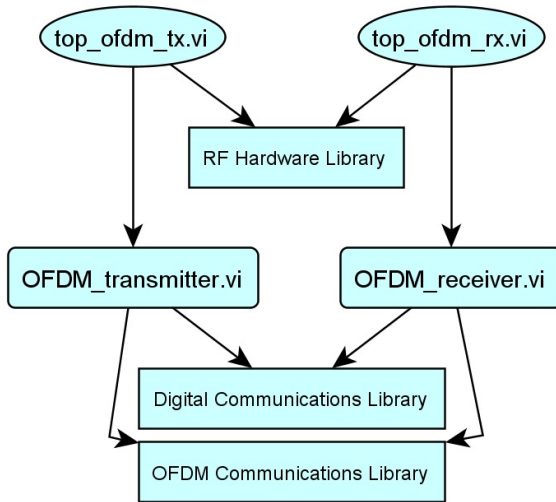 top_ofdm_tx.vi
top_ofdm_rx.vi
RF Hardware Library
OFDM_transmitter.vi
OFDM_receiver.vi
Digital Communications Library
OFDM Communications Library